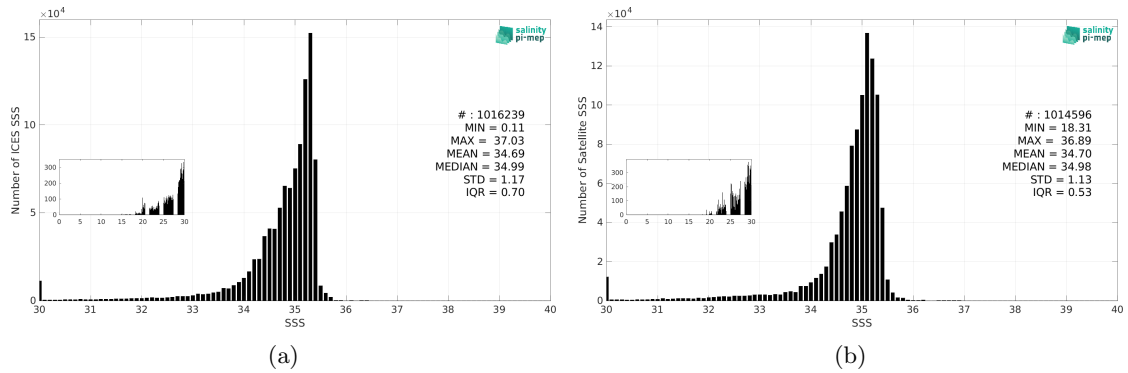 ×10⁴
15
10
5
0
Number of ICES SSS
salinity
pi-mep
# : 1016239
MIN = 0.11
MAX = 37.03
MEAN = 34.69
MEDIAN = 34.99
STD = 1.17
IQR = 0.70
300
200
100
0
0 5 10 15 20 25 30
30 31 32 33 34 35 36 37 38 39 40
SSS
(a)
×10⁴
14
12
10
8
6
4
2
0
Number of Satellite SSS
salinity
pi-mep
# : 1014596
MIN = 18.31
MAX = 36.89
MEAN = 34.70
MEDIAN = 34.98
STD = 1.13
IQR = 0.53
300
200
100
0
0 5 10 15 20 25 30
30 31 32 33 34 35 36 37 38 39 40
SSS
(b)